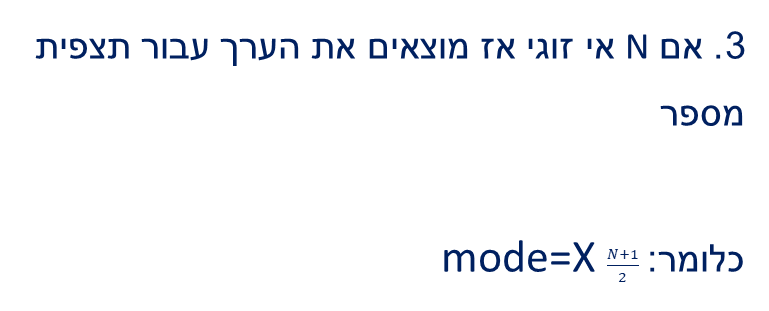 3. אם N אי זוגי אז מוצאים את הערך עבור תצפית
מספר
כלומר: mode=X (N+1)/2